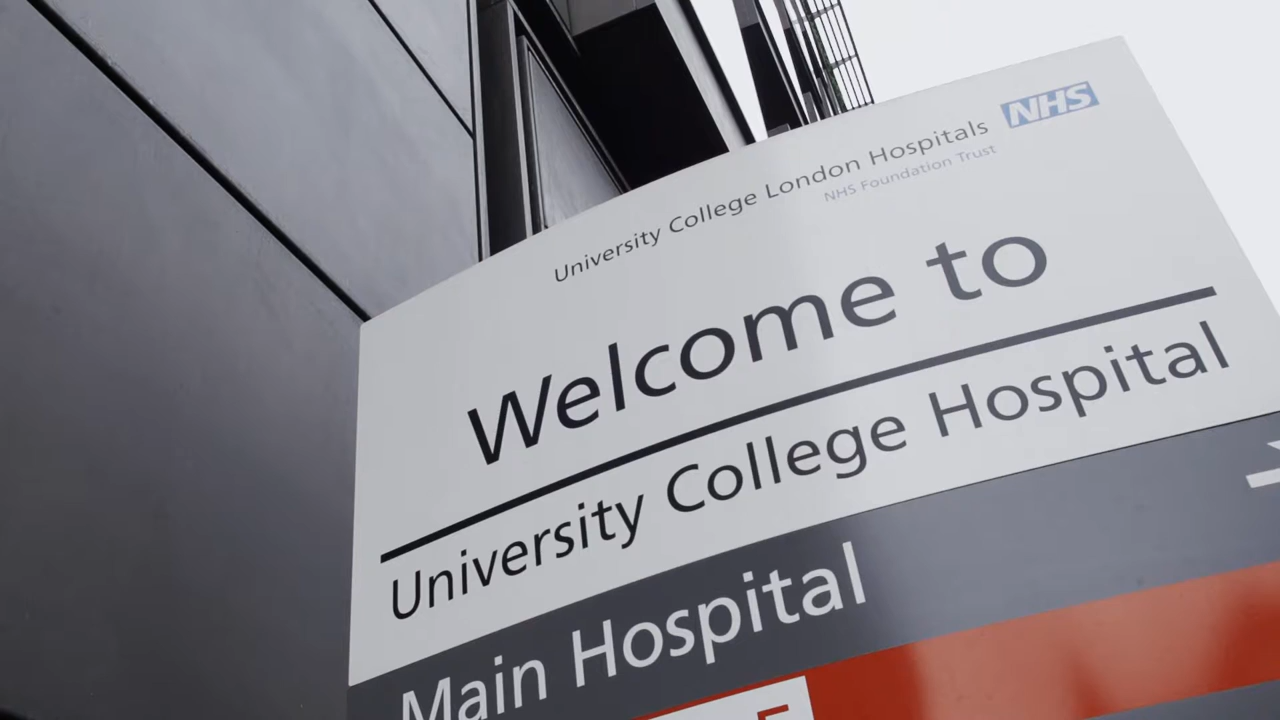 University College London Hospitals NHS
NHS Foundation Trust
Welcome to
University College Hospital
Main Hospital